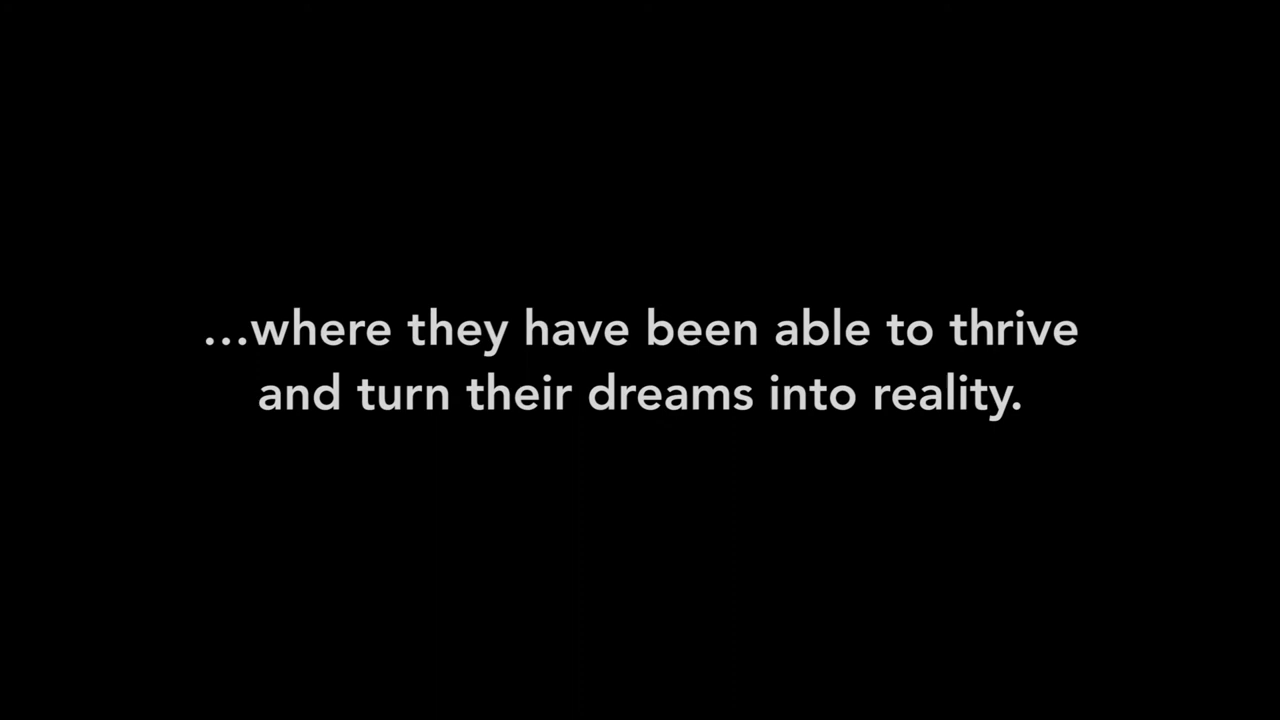 …where they have been able to thrive
and turn their dreams into reality.